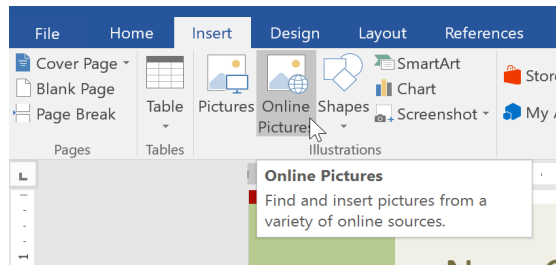 File Home Insert Design Layout References
Cover Page
Blank Page
Page Break
Pages
Table
Tables
Pictures
Online
Pictures
Shapes
SmartArt
Chart
Screenshot
Illustrations
Store
My
Online Pictures
Find and insert pictures from a
variety of online sources.